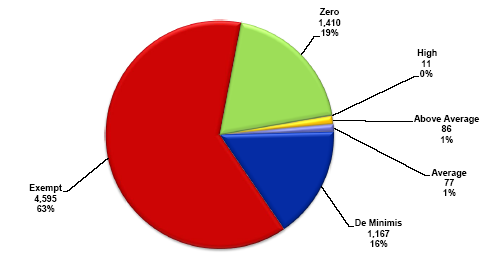 Zero
1,410
19%
High
11
0%
Above Average
86
1%
Average
77
1%
De Minimis
1,167
16%
Exempt
4,595
63%